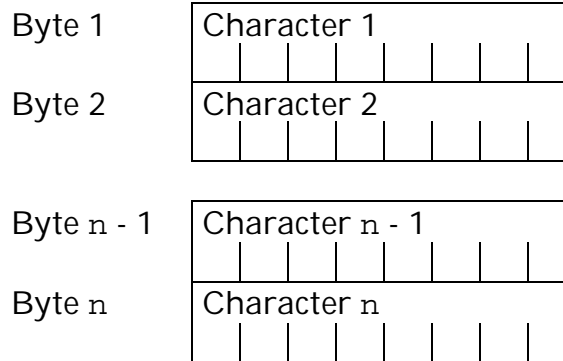 Byte 1 Character 1
Byte 2 Character 2
Byte n - 1 Character n - 1
Byte n Character n